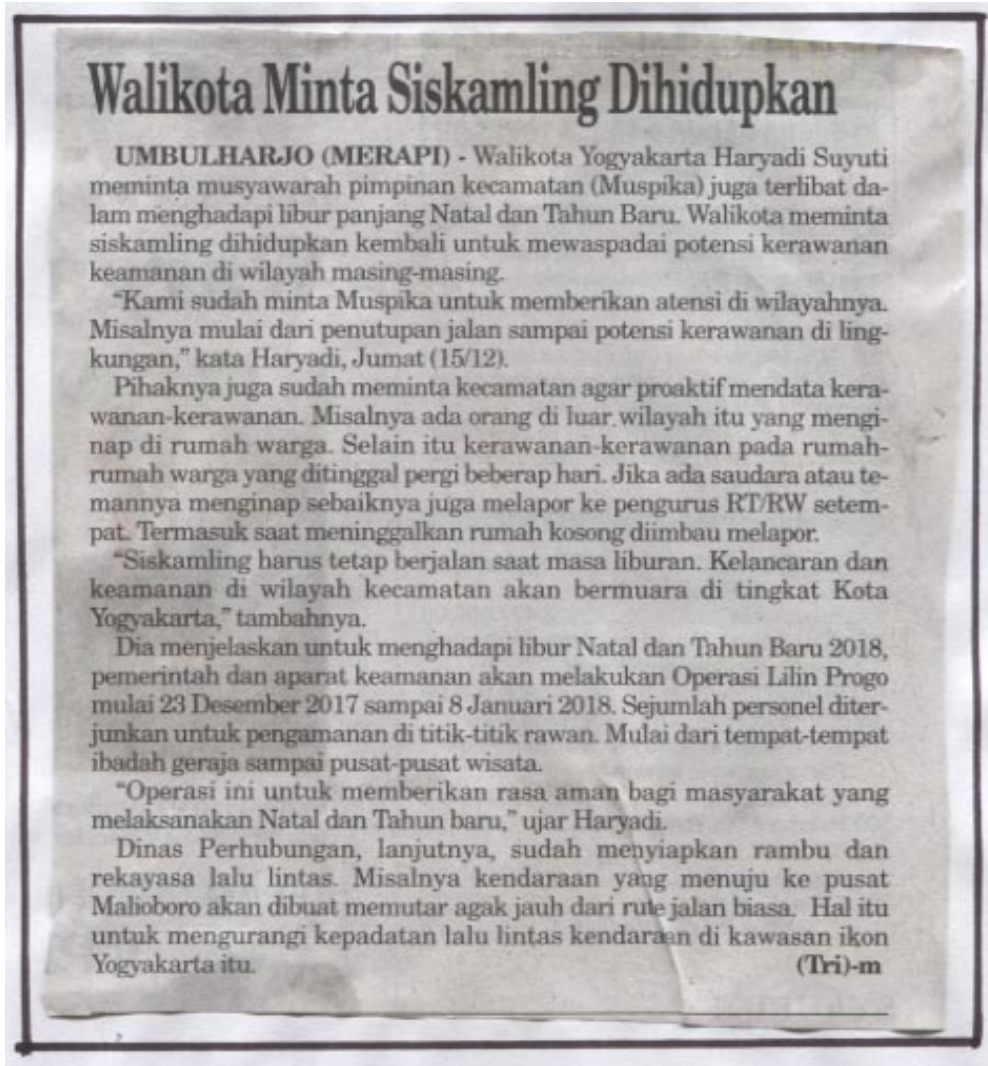 Walikota Minta Siskamling Dihidupkan
UMBULHARJO (MERAPI) - Walikota Yogyakarta Haryadi Suyuti
meminta musyawarah pimpinan kecamatan (Muspika) juga terlibat da-
lam menghadapi libur panjang Natal dan Tahun Baru. Walikota meminta
siskamling dihidupkan kembali untuk mewaspadai potensi kerawanan
keamanan di wilayah masing-masing.
“Kami sudah minta Muspika untuk memberikan atensi di wilayahnya.
Misalnya mulai dari penutupan jalan sampai potensi kerawanan di ling-
kungan,” kata Haryadi, Jumat (15/12).
Pihaknya juga sudah meminta kecamatan agar proaktif mendata kera-
wanan-kerawanan. Misalnya ada orang di luar wilayah itu yang mengi-
nap di rumah warga. Selain itu kerawanan-kerawanan pada rumah-
rumah warga yang ditinggal pergi beberap hari. Jika ada saudara atau te-
mannya menginap sebaiknya juga melapor ke pengurus RT/RW setem-
pat. Termasuk saat meninggalkan rumah kosong diimbau melapor.
“Siskamling harus tetap berjalan saat masa liburan. Kelancaran dan
keamanan di wilayah kecamatan akan bermuara di tingkat Kota
Yogyakarta,” tambahnya.
Dia menjelaskan untuk menghadapi libur Natal dan Tahun Baru 2018,
pemerintah dan aparat keamanan akan melakukan Operasi Lilin Progo
mulai 23 Desember 2017 sampai 8 Januari 2018. Sejumlah personel diter-
junkan untuk pengamanan di titik-titik rawan. Mulai dari tempat-tempat
ibadah geraja sampai pusat-pusat wisata.
“Operasi ini untuk memberikan rasa aman bagi masyarakat yang
melaksanakan Natal dan Tahun baru,” ujar Haryadi.
Dinas Perhubungan, lanjutnya, sudah menyiapkan rambu dan
rekayasa lalu lintas. Misalnya kendaraan yang menuju ke pusat
Malioboro akan dibuat memutar agak jauh dari rute jalan biasa. Hal itu
untuk mengurangi kepadatan lalu lintas kendaraan di kawasan ikon
Yogyakarta itu. (Tri)-m